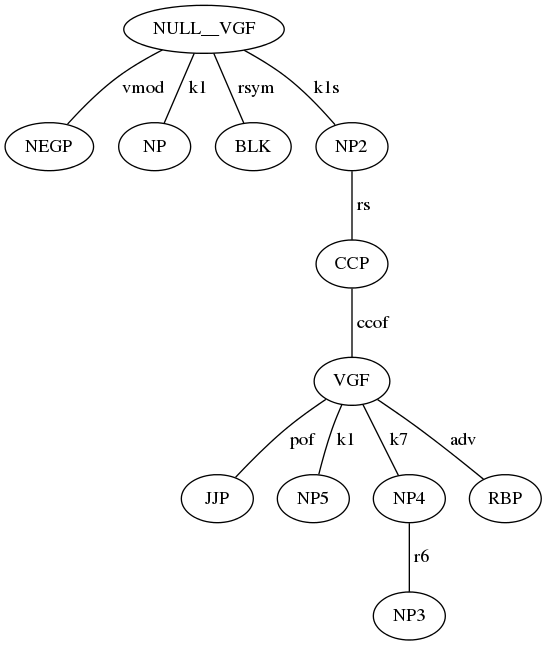 NULL__VGF
vmod k1 rsym k1s
NEGP NP BLK NP2
rs
CCP
ccof
VGF
pof k1 k7 adv
JJP NP5 NP4 RBP
r6
NP3